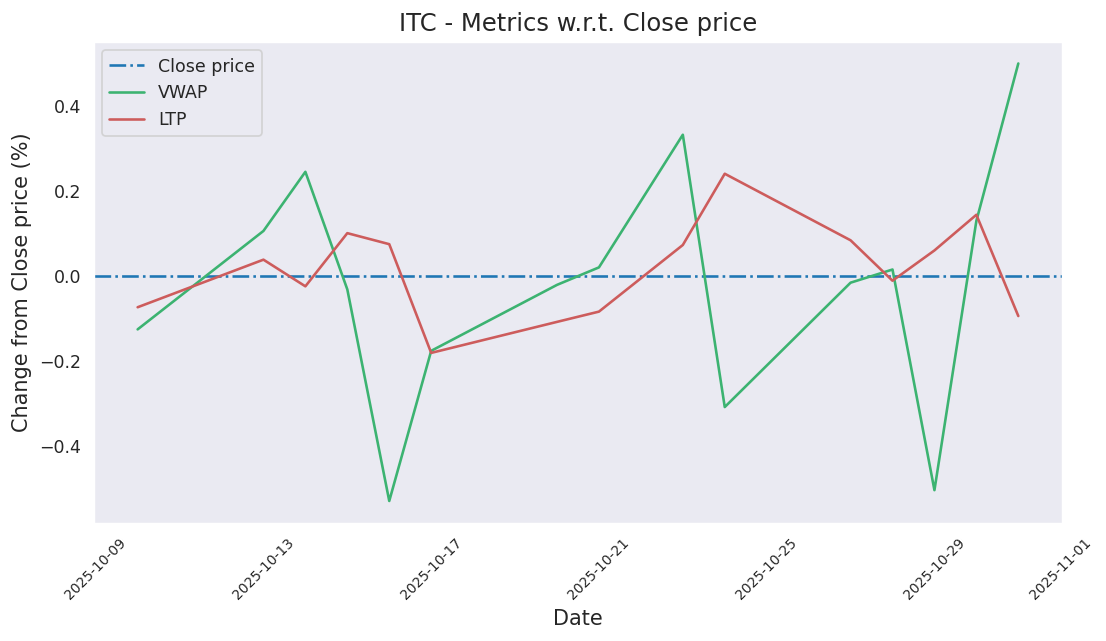 ITC - Metrics w.r.t. Close price
Close price
VWAP
LTP
Change from Close price (%)
0.4
0.2
0.0
−0.2
−0.4
2025-10-09
2025-10-13
2025-10-17
2025-10-21
2025-10-25
2025-10-29
2025-11-01
Date